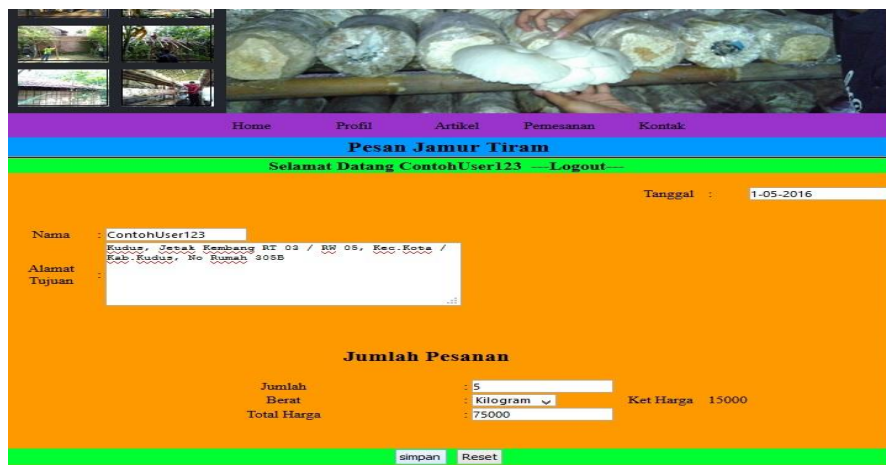 Home Profil Artikel Pemesanan Kontak
Pesan Jamur Tiram
Selamat Datang ContohUser123 ---Logout---
Tanggal : 1-05-2016
Nama : ContohUser123
Alamat Tujuan : Kudus, Jetak Kembang RT 03 / RW 05, Kec.Kota /
Kab.Kudus, No Rumah 305B
Jumlah Pesanan
Jumlah : 5
Berat : Kilogram Ket Harga 15000
Total Harga : 75000
simpan Reset